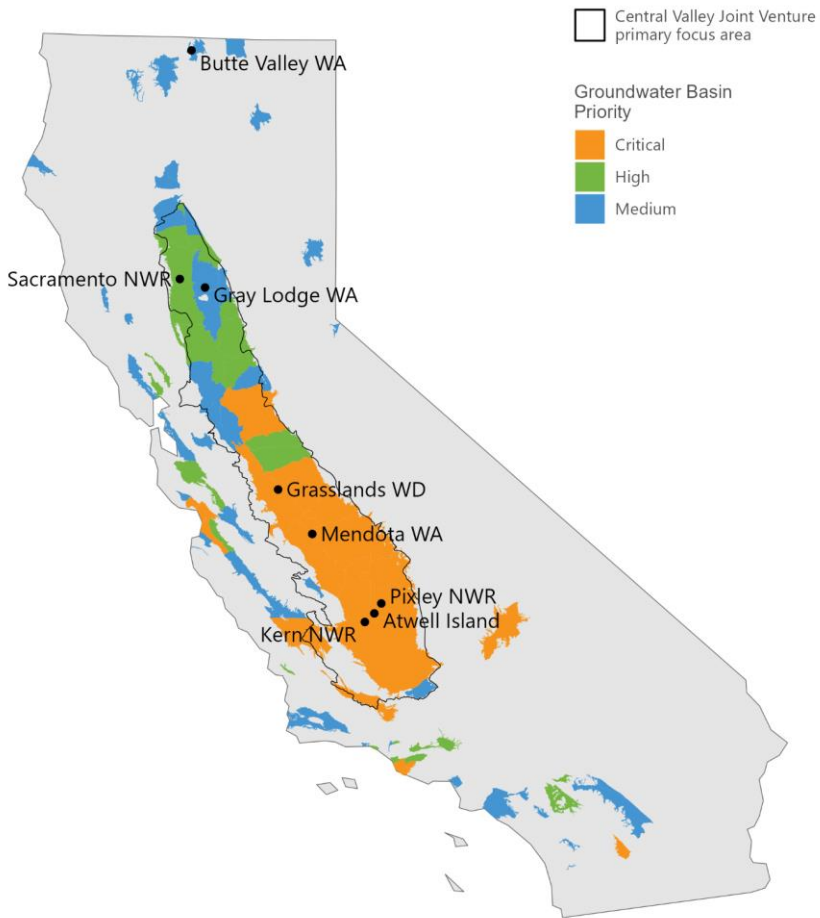 Central Valley Joint Venture
primary focus area
Groundwater Basin
Priority
Critical
High
Medium
Butte Valley WA
Sacramento NWR
Gray Lodge WA
Grasslands WD
Mendota WA
Pixley NWR
Atwell Island
Kern NWR